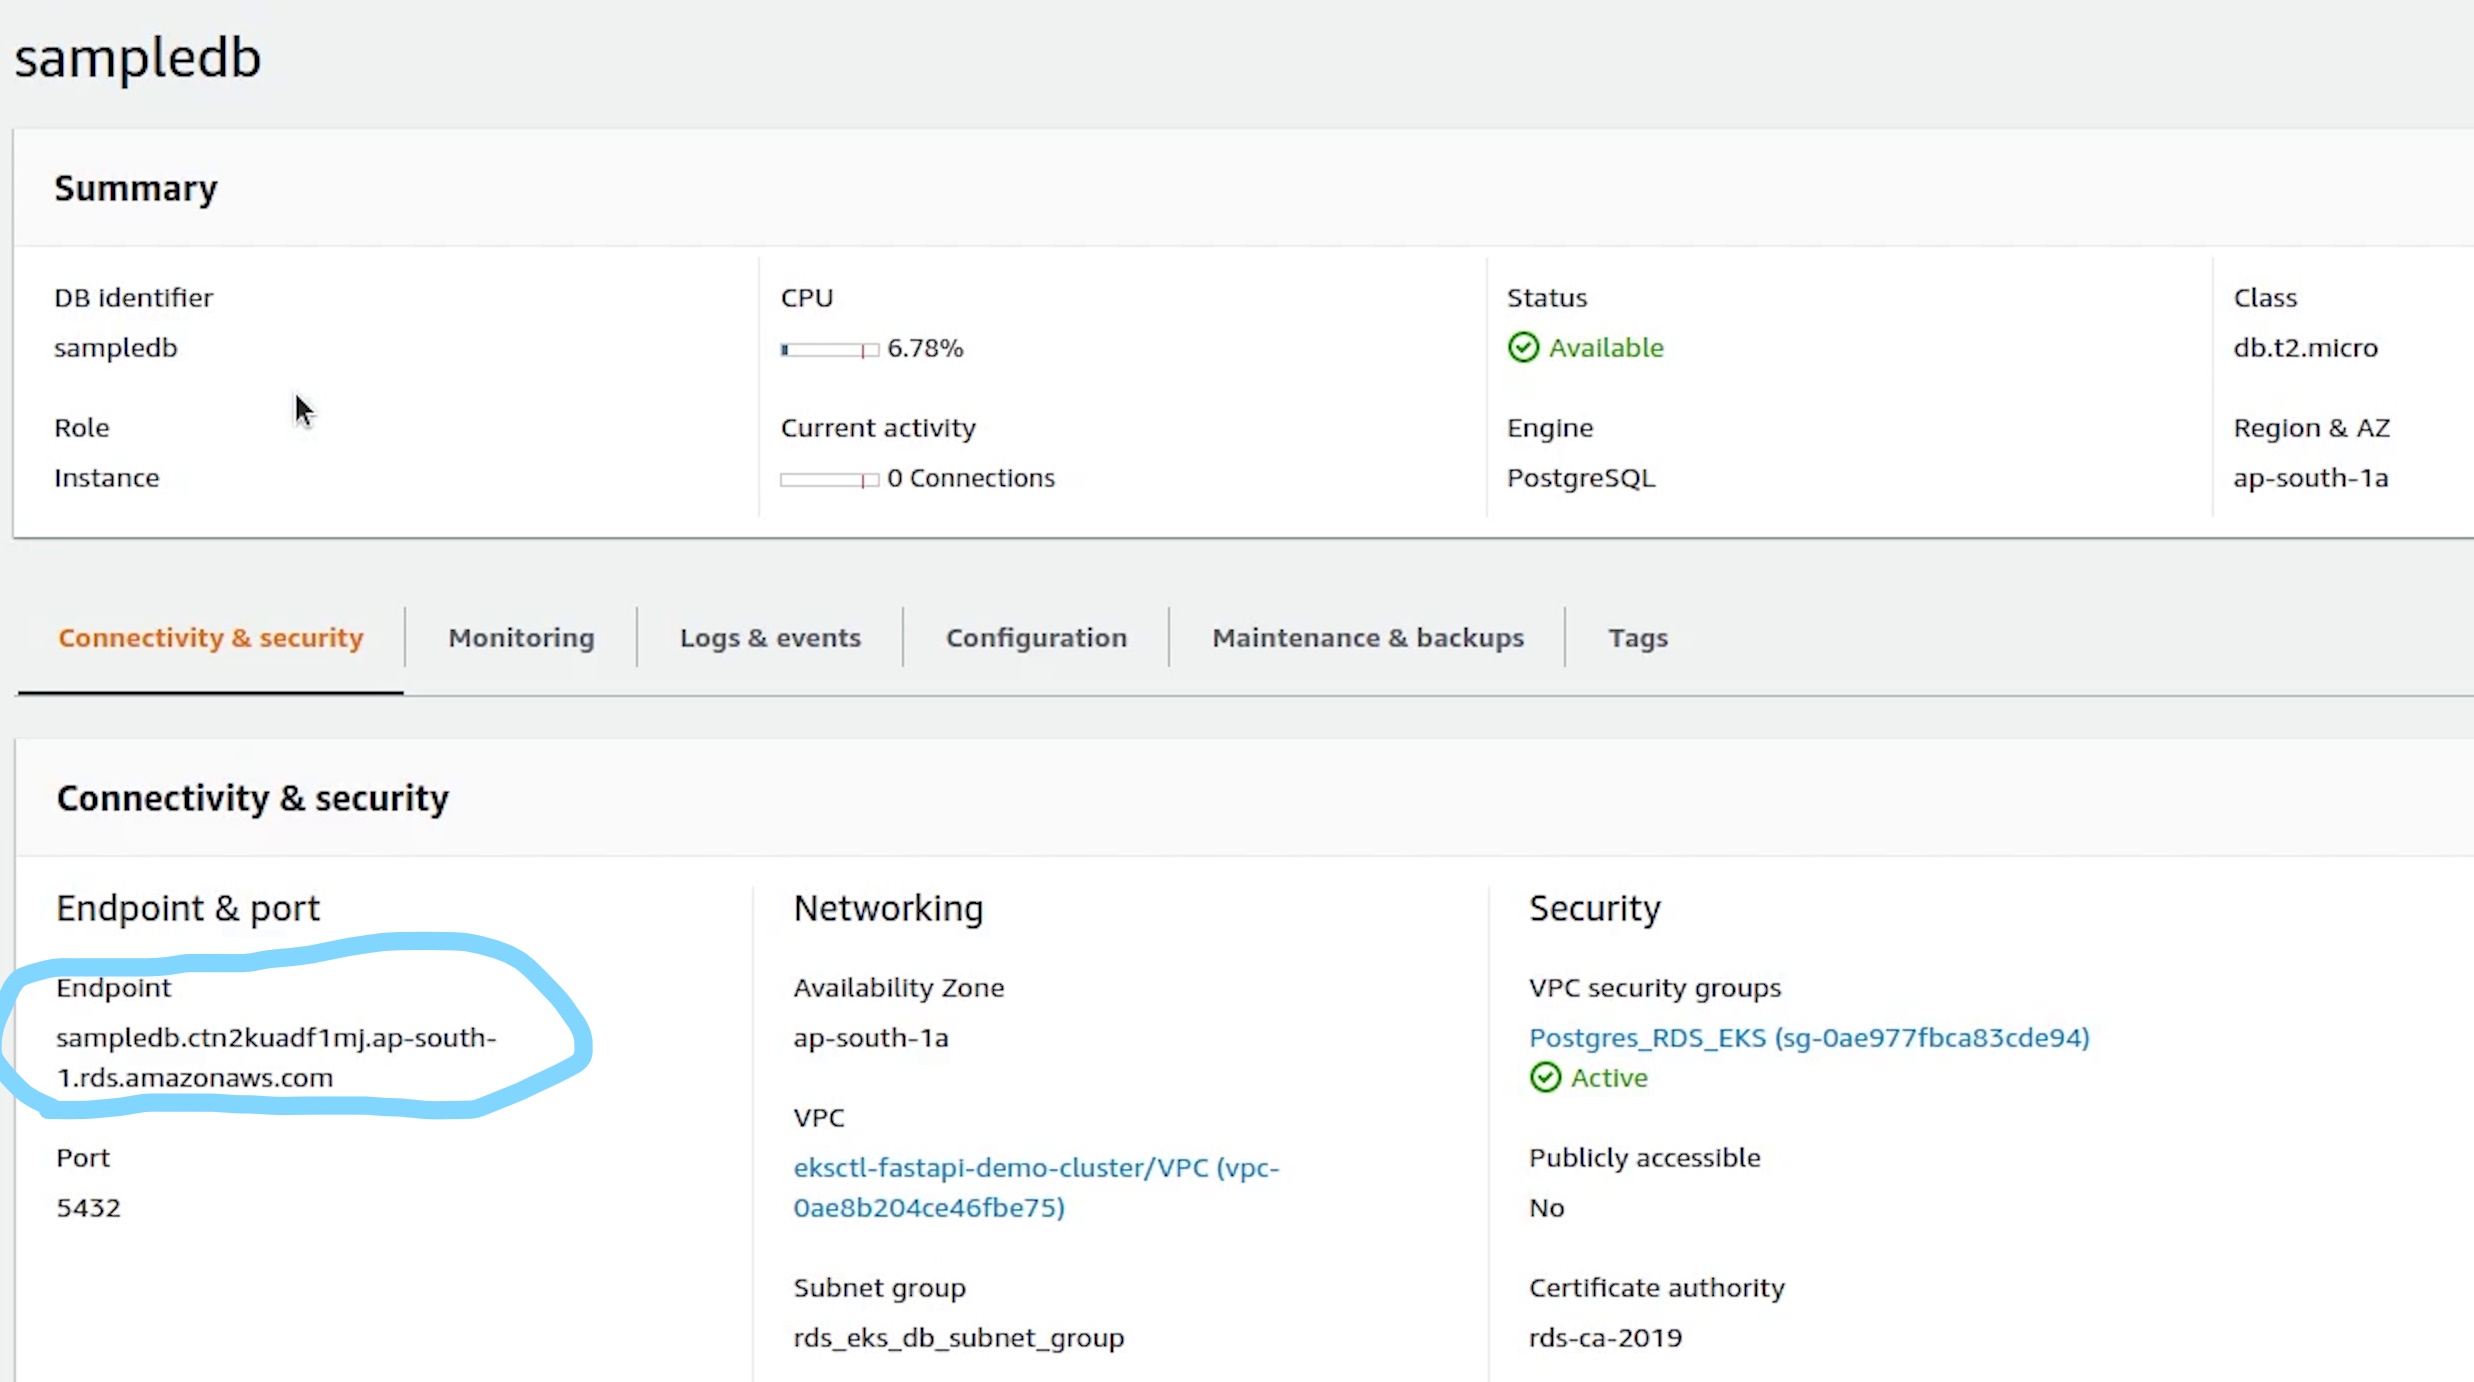 sampledb
Summary
DB identifier
sampledb
CPU
6.78%
Status
Available
Class
db.t2.micro
Role
Instance
Current activity
0 Connections
Engine
PostgreSQL
Region & AZ
ap-south-1a
Connectivity & security
Monitoring
Logs & events
Configuration
Maintenance & backups
Tags
Connectivity & security
Endpoint & port
Endpoint
sampledb.ctn2kuadf1mj.ap-south-
1.rds.amazonaws.com
Port
5432
Networking
Availability Zone
ap-south-1a
VPC
eksctl-fastapi-demo-cluster/VPC (vpc-
0ae8b204ce46fbe75)
Subnet group
rds_eks_db_subnet_group
Security
VPC security groups
Postgres_RDS_EKS (sg-0ae977fbca83cde94)
Active
Publicly accessible
No
Certificate authority
rds-ca-2019